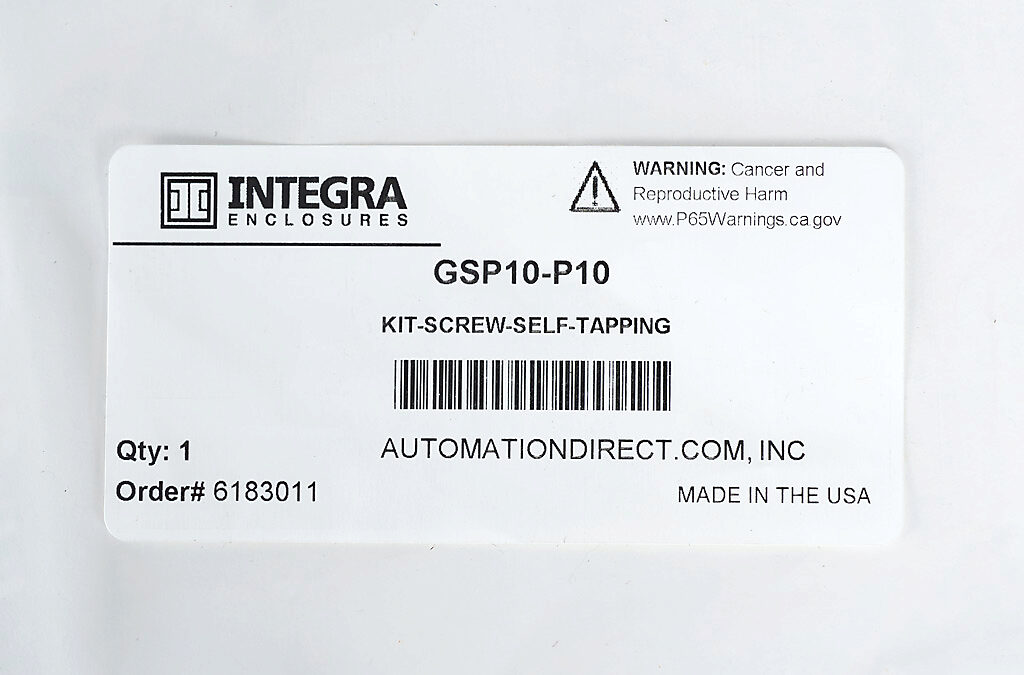 INTEGRA
ENCLOSURES
WARNING: Cancer and
Reproductive Harm
www.P65Warnings.ca.gov
GSP10-P10
KIT-SCREW-SELF-TAPPING
Qty: 1
AUTOMATIONDIRECT.COM, INC
Order# 6183011
MADE IN THE USA